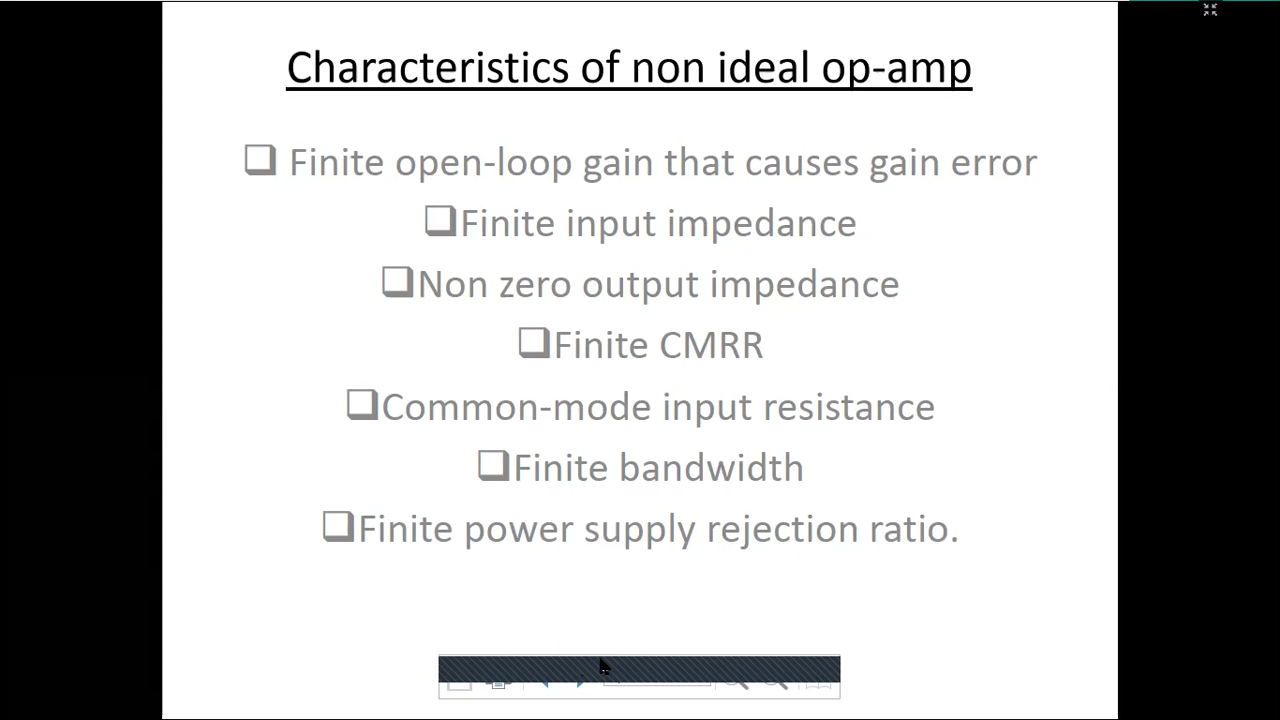 Characteristics of non ideal op-amp
❑ Finite open-loop gain that causes gain error
❑Finite input impedance
❑Non zero output impedance
❑Finite CMRR
❑Common-mode input resistance
❑Finite bandwidth
❑Finite power supply rejection ratio.